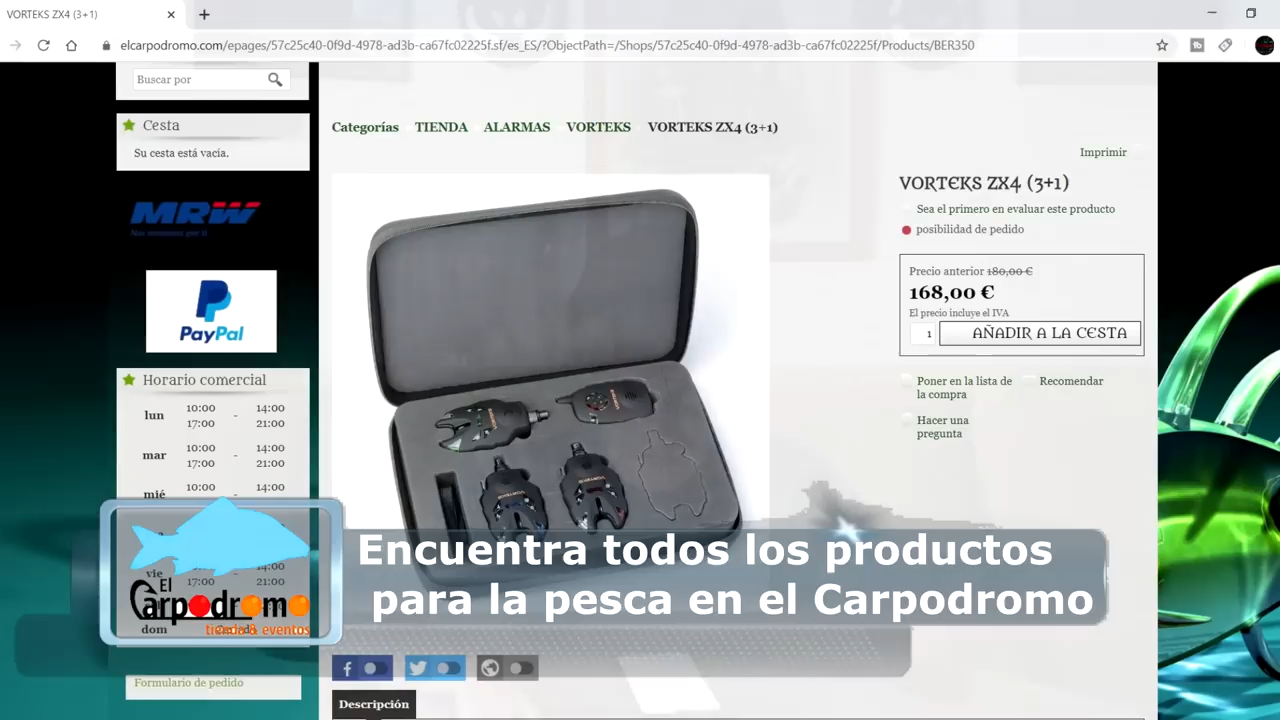 VORTEKS ZX4 (3+1)
elcarpodromo.com/epages/57c25c40-0f9d-4978-ad3b-ca67fc02225f.sf/es_ES/?ObjectPath=/Shops/57c25c40-0f9d-4978-ad3b-ca67fc02225f/Products/BER350
Buscar por
Cesta
Su cesta está vacía.
MRW
PayPal
Horario comercial
lun 10:00 - 14:00
17:00 21:00
mar 10:00 - 14:00
17:00 21:00
mié 10:00 - 14:00
vie 17:00 21:00
dom
Formulario de pedido
Categorías TIENDA ALARMAS VORTEKS VORTEKS ZX4 (3+1)
Imprimir
VORTEKS ZX4 (3+1)
Sea el primero en evaluar este producto
posibilidad de pedido
Precio anterior 180,00 €
168,00 €
El precio incluye el IVA
1 AÑADIR A LA CESTA
Poner en la lista de
la compra
Recomendar
Hacer una
pregunta
El
Carpodromo
tienda & eventos
Encuentra todos los productos
para la pesca en el Carpodromo
Descripción